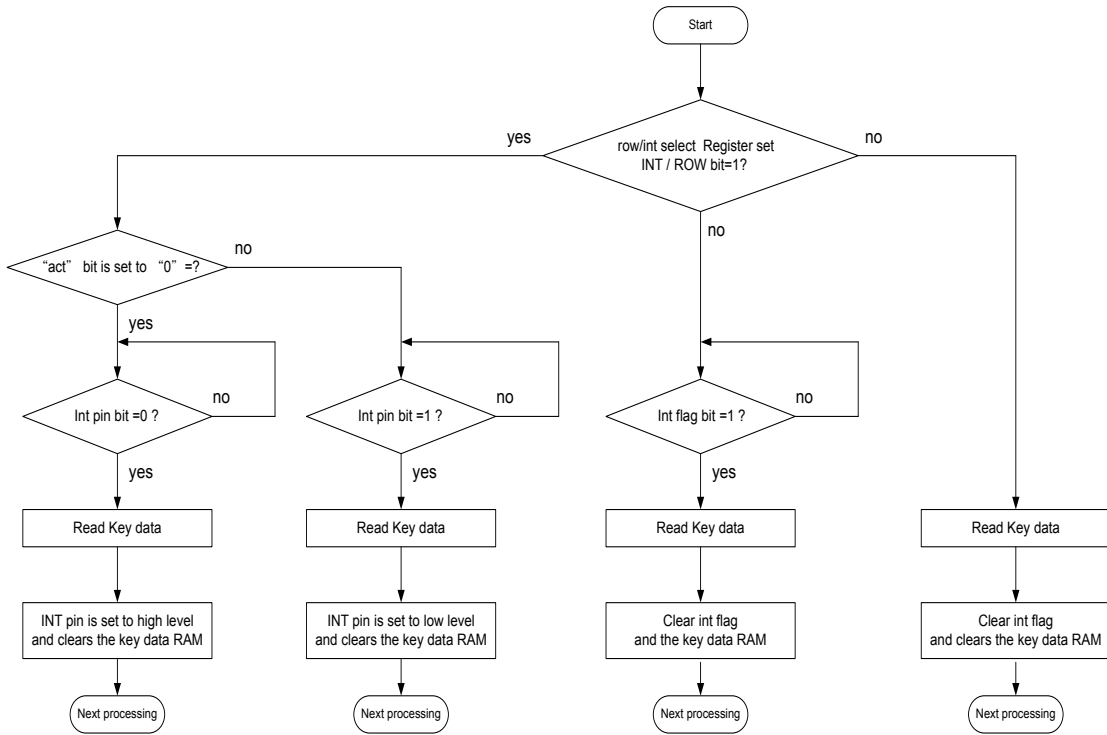 Start
yes
row/int select Register set
INT / ROW bit=1?
no
no
“act” bit is set to “0” =?
no
yes
Int pin bit =0 ?
no
Int pin bit =1 ?
no
Int flag bit =1 ?
no
yes
yes
yes
Read Key data
Read Key data
Read Key data
Read Key data
INT pin is set to high level
and clears the key data RAM
INT pin is set to low level
and clears the key data RAM
Clear int flag
and the key data RAM
Clear int flag
and clears the key data RAM
Next processing
Next processing
Next processing
Next processing